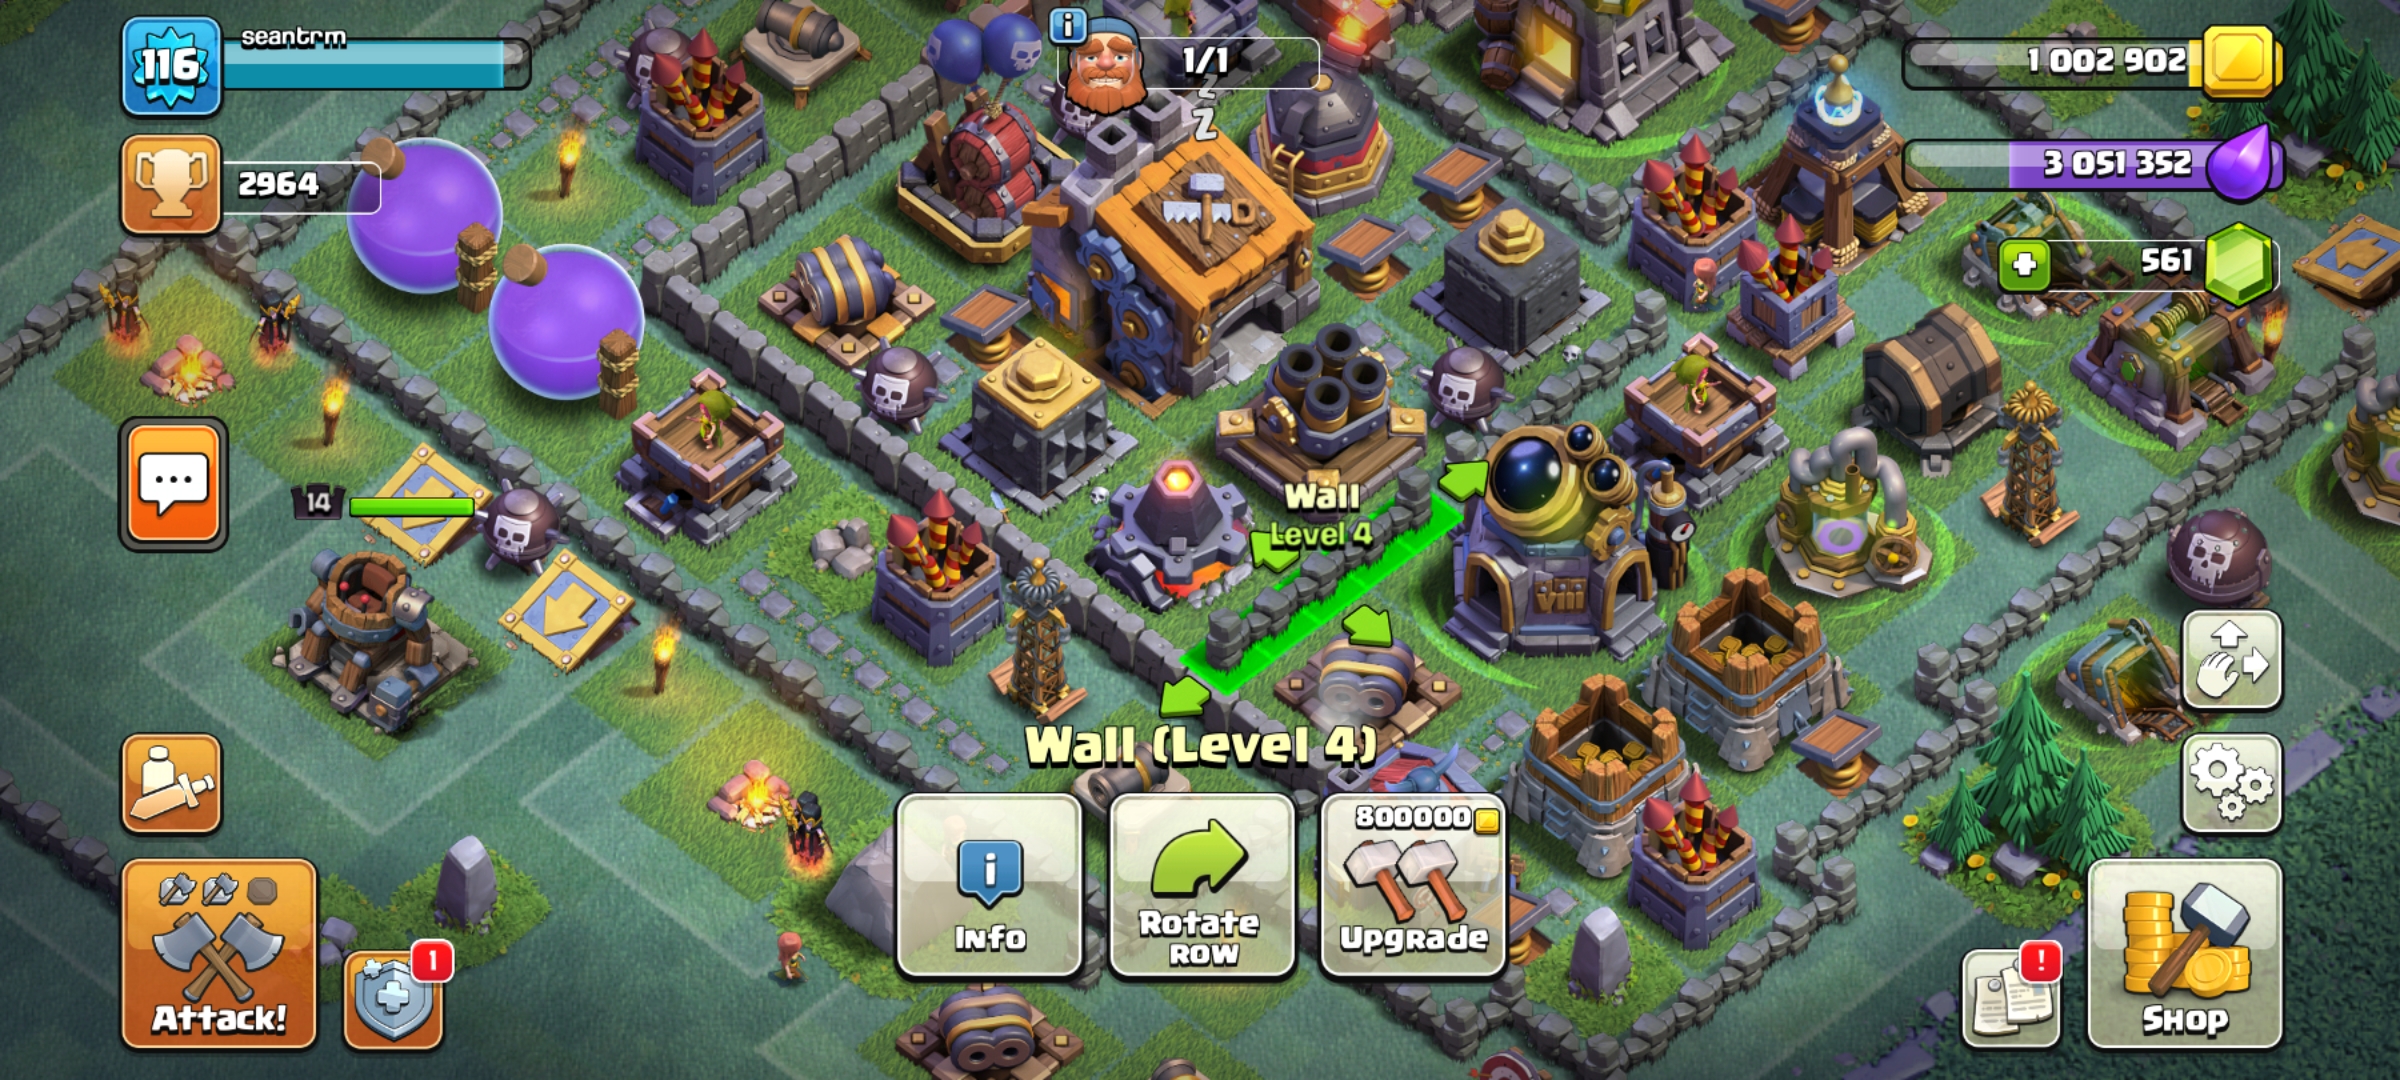 116
seantrm
1/1
z
Z
1 002 902
2964
3 051 352
561
14
Wall
Level 4
VIII
Wall (Level 4)
800000
Info
Rotate
ROW
Upgrade
Attack!
1
!
Shop